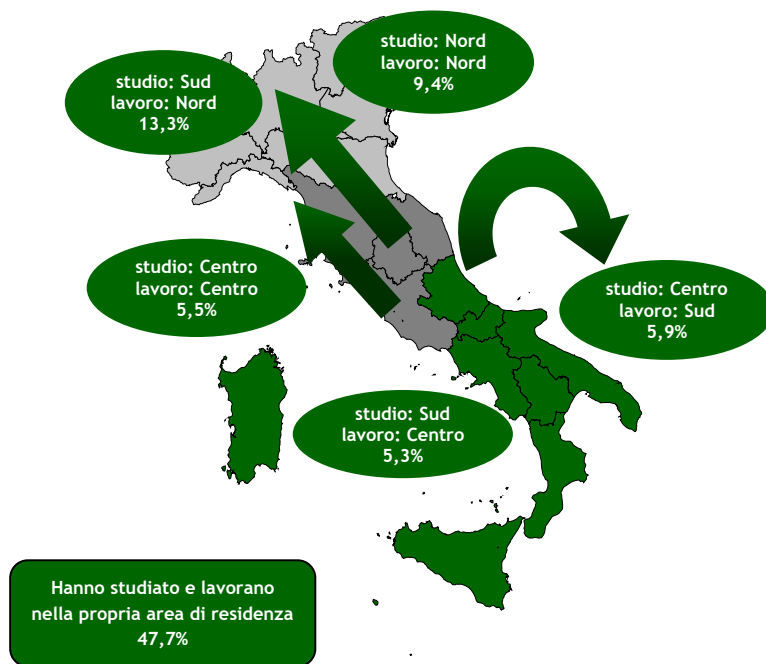 studio: Nord
lavoro: Nord
9,4%
studio: Sud
lavoro: Nord
13,3%
studio: Centro
lavoro: Centro
5,5%
studio: Centro
lavoro: Sud
5,9%
studio: Sud
lavoro: Centro
5,3%
Hanno studiato e lavorano
nella propria area di residenza
47,7%